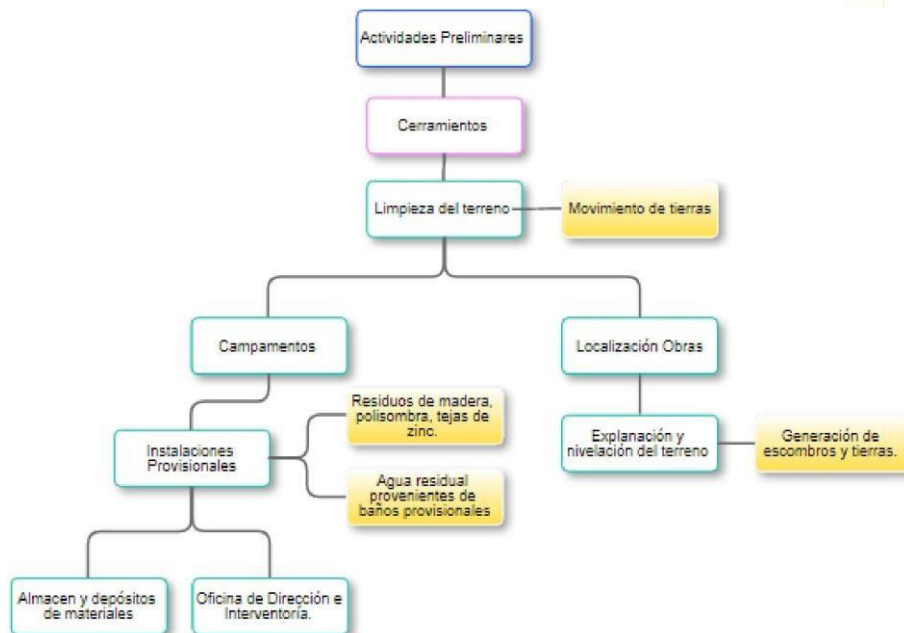 Actividades Preliminares
Cerramientos
Limpieza del terreno
Movimiento de tierras
Campamentos
Localización Obras
Residuos de madera,
polisombra, tejas de
zinc.
Instalaciones
Provisionales
Explanación y
nivelación del terreno
Generación de
escombros y tierras.
Agua residual
provenientes de
baños provisionales
Almacen y depósitos
de materiales
Oficina de Dirección e
Interventoría.